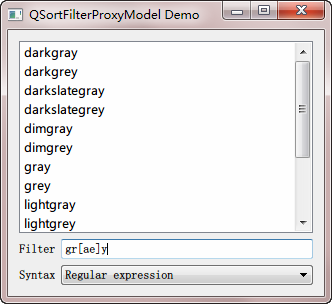 QSortFilterProxyModel Demo
darkgray
darkgrey
darkslategray
darkslategrey
dimgray
dimgrey
gray
grey
lightgray
lightgrey
Filter gr[ae]y
Syntax Regular expression